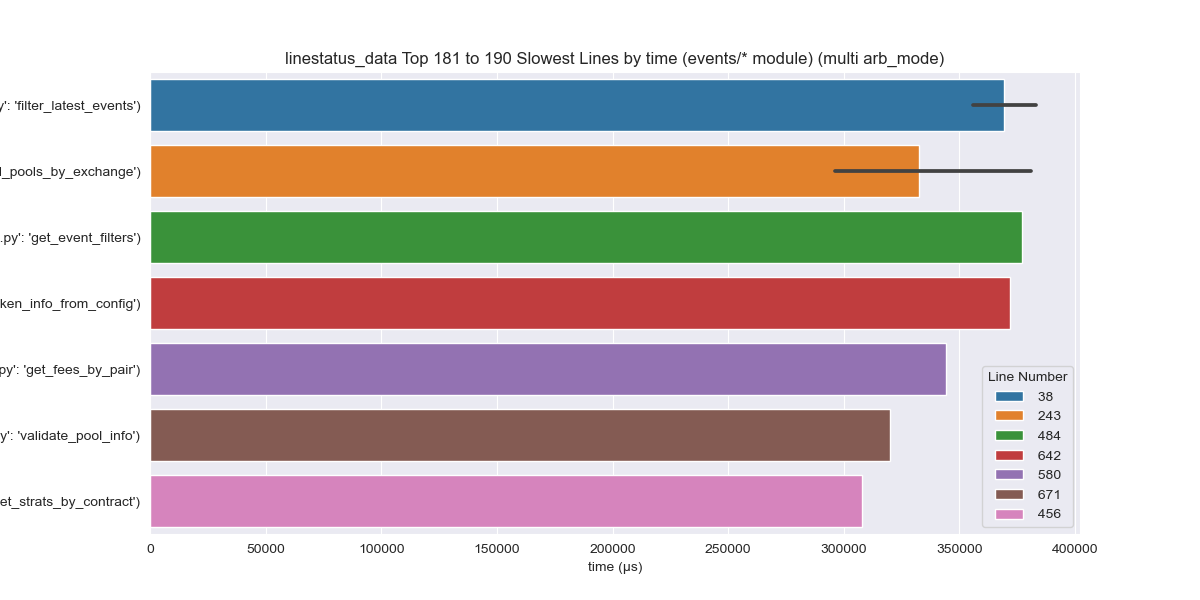 linestatus_data Top 181 to 190 Slowest Lines by time (events/* module) (multi arb_mode)
y': 'filter_latest_events')
l_pools_by_exchange')
.py': 'get_event_filters')
ken_info_from_config')
py': 'get_fees_by_pair')
y': 'validate_pool_info')
et_strats_by_contract')
Line Number
38
243
484
642
580
671
456
0 50000 100000 150000 200000 250000 300000 350000 400000
time (µs)